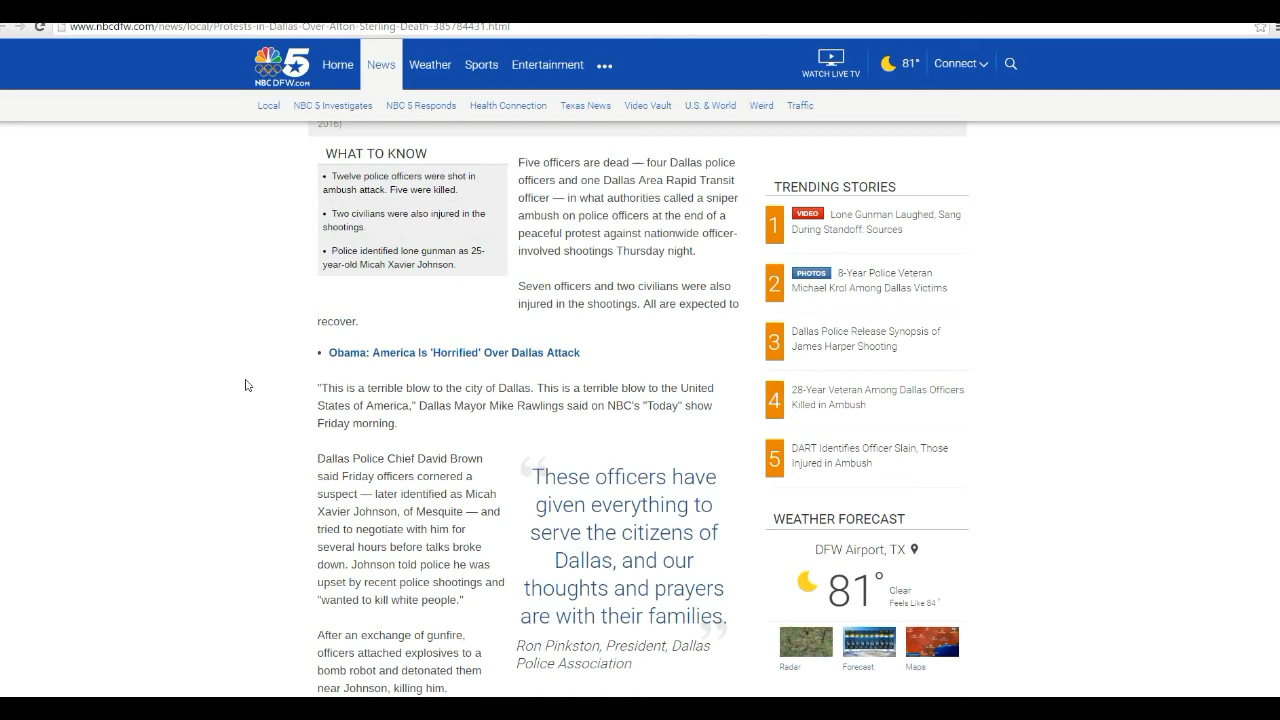 www.nbcdfw.com/news/local/Protests-in-Dallas-Over-Alton-Sterling-Death-385784431.html
5
NBC DFW.com
Home
News
Weather
Sports
Entertainment
•••
WATCH LIVE TV
81°
Connect
Local
NBC 5 Investigates
NBC 5 Responds
Health Connection
Texas News
Video Vault
U.S. & World
Weird
Traffic
2016)
WHAT TO KNOW
• Twelve police officers were shot in
ambush attack. Five were killed.
• Two civilians were also injured in the
shootings.
• Police identified lone gunman as 25-
year-old Micah Xavier Johnson.
Five officers are dead — four Dallas police
officers and one Dallas Area Rapid Transit
officer — in what authorities called a sniper
ambush on police officers at the end of a
peaceful protest against nationwide officer-
involved shootings Thursday night.
Seven officers and two civilians were also
injured in the shootings. All are expected to
recover.
• Obama: America Is 'Horrified' Over Dallas Attack
"This is a terrible blow to the city of Dallas. This is a terrible blow to the United
States of America," Dallas Mayor Mike Rawlings said on NBC's "Today" show
Friday morning.
Dallas Police Chief David Brown
said Friday officers cornered a
suspect — later identified as Micah
Xavier Johnson, of Mesquite — and
tried to negotiate with him for
several hours before talks broke
down. Johnson told police he was
upset by recent police shootings and
"wanted to kill white people."
After an exchange of gunfire,
officers attached explosives to a
bomb robot and detonated them
near Johnson, killing him.
“These officers have
given everything to
serve the citizens of
Dallas, and our
thoughts and prayers
are with their families.”
Ron Pinkston, President, Dallas
Police Association
TRENDING STORIES
1 VIDEO Lone Gunman Laughed, Sang
During Standoff: Sources
2 PHOTOS 8-Year Police Veteran
Michael Krol Among Dallas Victims
3 Dallas Police Release Synopsis of
James Harper Shooting
4 28-Year Veteran Among Dallas Officers
Killed in Ambush
5 DART Identifies Officer Slain, Those
Injured in Ambush
WEATHER FORECAST
DFW Airport, TX
81°
Clear
Feels Like 84°
Radar
Forecast
Maps